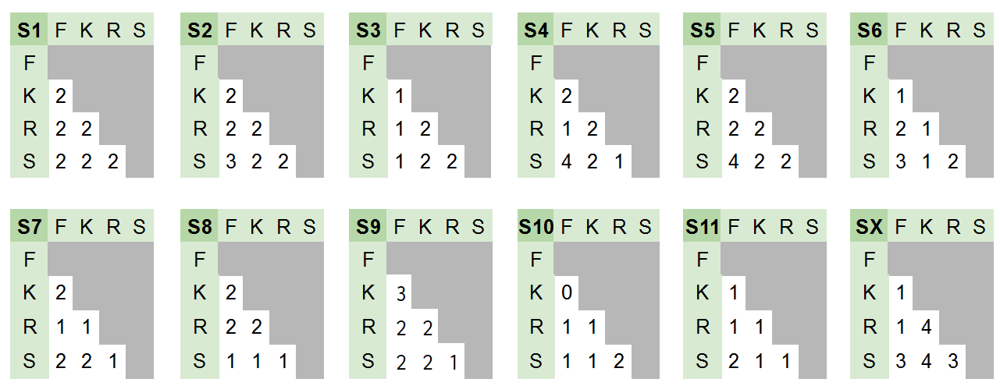 S1 F K R S
F
K 2
R 2 2
S 2 2 2
S2 F K R S
F
K 2
R 2 2
S 3 2 2
S3 F K R S
F
K 1
R 1 2
S 1 2 2
S4 F K R S
F
K 2
R 1 2
S 4 2 1
S5 F K R S
F
K 2
R 2 2
S 4 2 2
S6 F K R S
F
K 1
R 2 1
S 3 1 2
S7 F K R S
F
K 2
R 1 1
S 2 2 1
S8 F K R S
F
K 2
R 2 2
S 1 1 1
S9 F K R S
F
K 3
R 2 2
S 2 2 1
S10 F K R S
F
K 0
R 1 1
S 1 1 2
S11 F K R S
F
K 1
R 1 1
S 2 1 1
SX F K R S
F
K 1
R 1 4
S 3 4 3